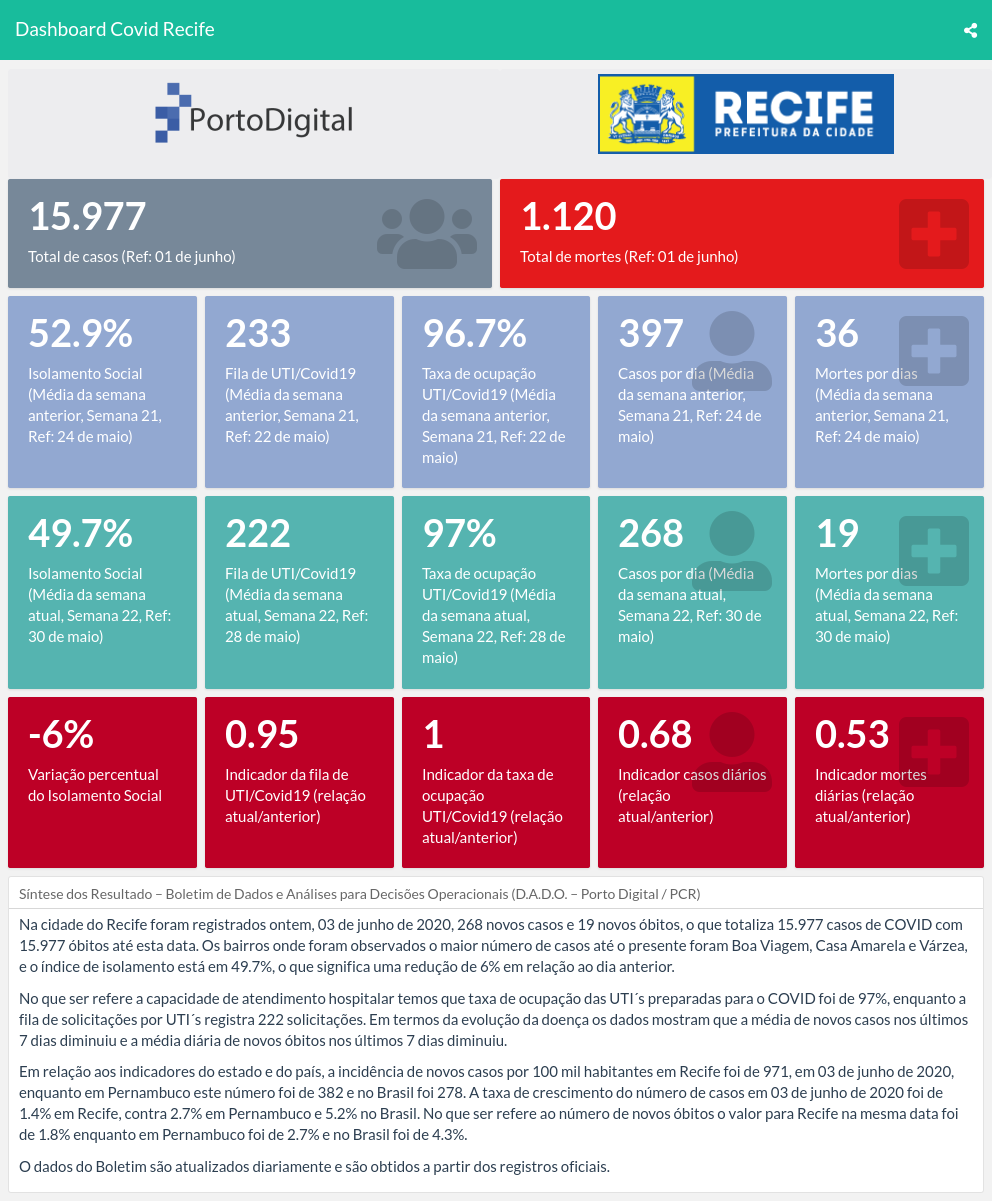 Dashboard Covid Recife
PortoDigital
RECIFE
PREFEITURA DA CIDADE
15.977
Total de casos (Ref: 01 de junho)
1.120
Total de mortes (Ref: 01 de junho)
52.9%
Isolamento Social
(Média da semana
anterior, Semana 21,
Ref: 24 de maio)
233
Fila de UTI/Covid19
(Média da semana
anterior, Semana 21,
Ref: 22 de maio)
96.7%
Taxa de ocupação
UTI/Covid19 (Média
da semana anterior,
Semana 21, Ref: 22 de
maio)
397
Casos por dia (Média
da semana anterior,
Semana 21, Ref: 24 de
maio)
36
Mortes por dias
(Média da semana
anterior, Semana 21,
Ref: 24 de maio)
49.7%
Isolamento Social
(Média da semana
atual, Semana 22, Ref:
30 de maio)
222
Fila de UTI/Covid19
(Média da semana
atual, Semana 22, Ref:
28 de maio)
97%
Taxa de ocupação
UTI/Covid19 (Média
da semana atual,
Semana 22, Ref: 28 de
maio)
268
Casos por dia (Média
da semana atual,
Semana 22, Ref: 30 de
maio)
19
Mortes por dias
(Média da semana
atual, Semana 22, Ref:
30 de maio)
-6%
Variação percentual
do Isolamento Social
0.95
Indicador da fila de
UTI/Covid19 (relação
atual/anterior)
1
Indicador da taxa de
ocupação
UTI/Covid19 (relação
atual/anterior)
0.68
Indicador casos diários
(relação
atual/anterior)
0.53
Indicador mortes
diárias (relação
atual/anterior)
Síntese dos Resultado – Boletim de Dados e Análises para Decisões Operacionais (D.A.D.O. – Porto Digital / PCR)
Na cidade do Recife foram registrados ontem, 03 de junho de 2020, 268 novos casos e 19 novos óbitos, o que totaliza 15.977 casos de COVID com
15.977 óbitos até esta data. Os bairros onde foram observados o maior número de casos até o presente foram Boa Viagem, Casa Amarela e Várzea,
e o índice de isolamento está em 49.7%, o que significa uma redução de 6% em relação ao dia anterior.
No que ser refere a capacidade de atendimento hospitalar temos que taxa de ocupação das UTI´s preparadas para o COVID foi de 97%, enquanto a
fila de solicitações por UTI´s registra 222 solicitações. Em termos da evolução da doença os dados mostram que a média de novos casos nos últimos
7 dias diminuiu e a média diária de novos óbitos nos últimos 7 dias diminuiu.
Em relação aos indicadores do estado e do país, a incidência de novos casos por 100 mil habitantes em Recife foi de 971, em 03 de junho de 2020,
enquanto em Pernambuco este número foi de 382 e no Brasil foi 278. A taxa de crescimento do número de casos em 03 de junho de 2020 foi de
1.4% em Recife, contra 2.7% em Pernambuco e 5.2% no Brasil. No que ser refere ao número de novos óbitos o valor para Recife na mesma data foi
de 1.8% enquanto em Pernambuco foi de 2.7% e no Brasil foi de 4.3%.
O dados do Boletim são atualizados diariamente e são obtidos a partir dos registros oficiais.